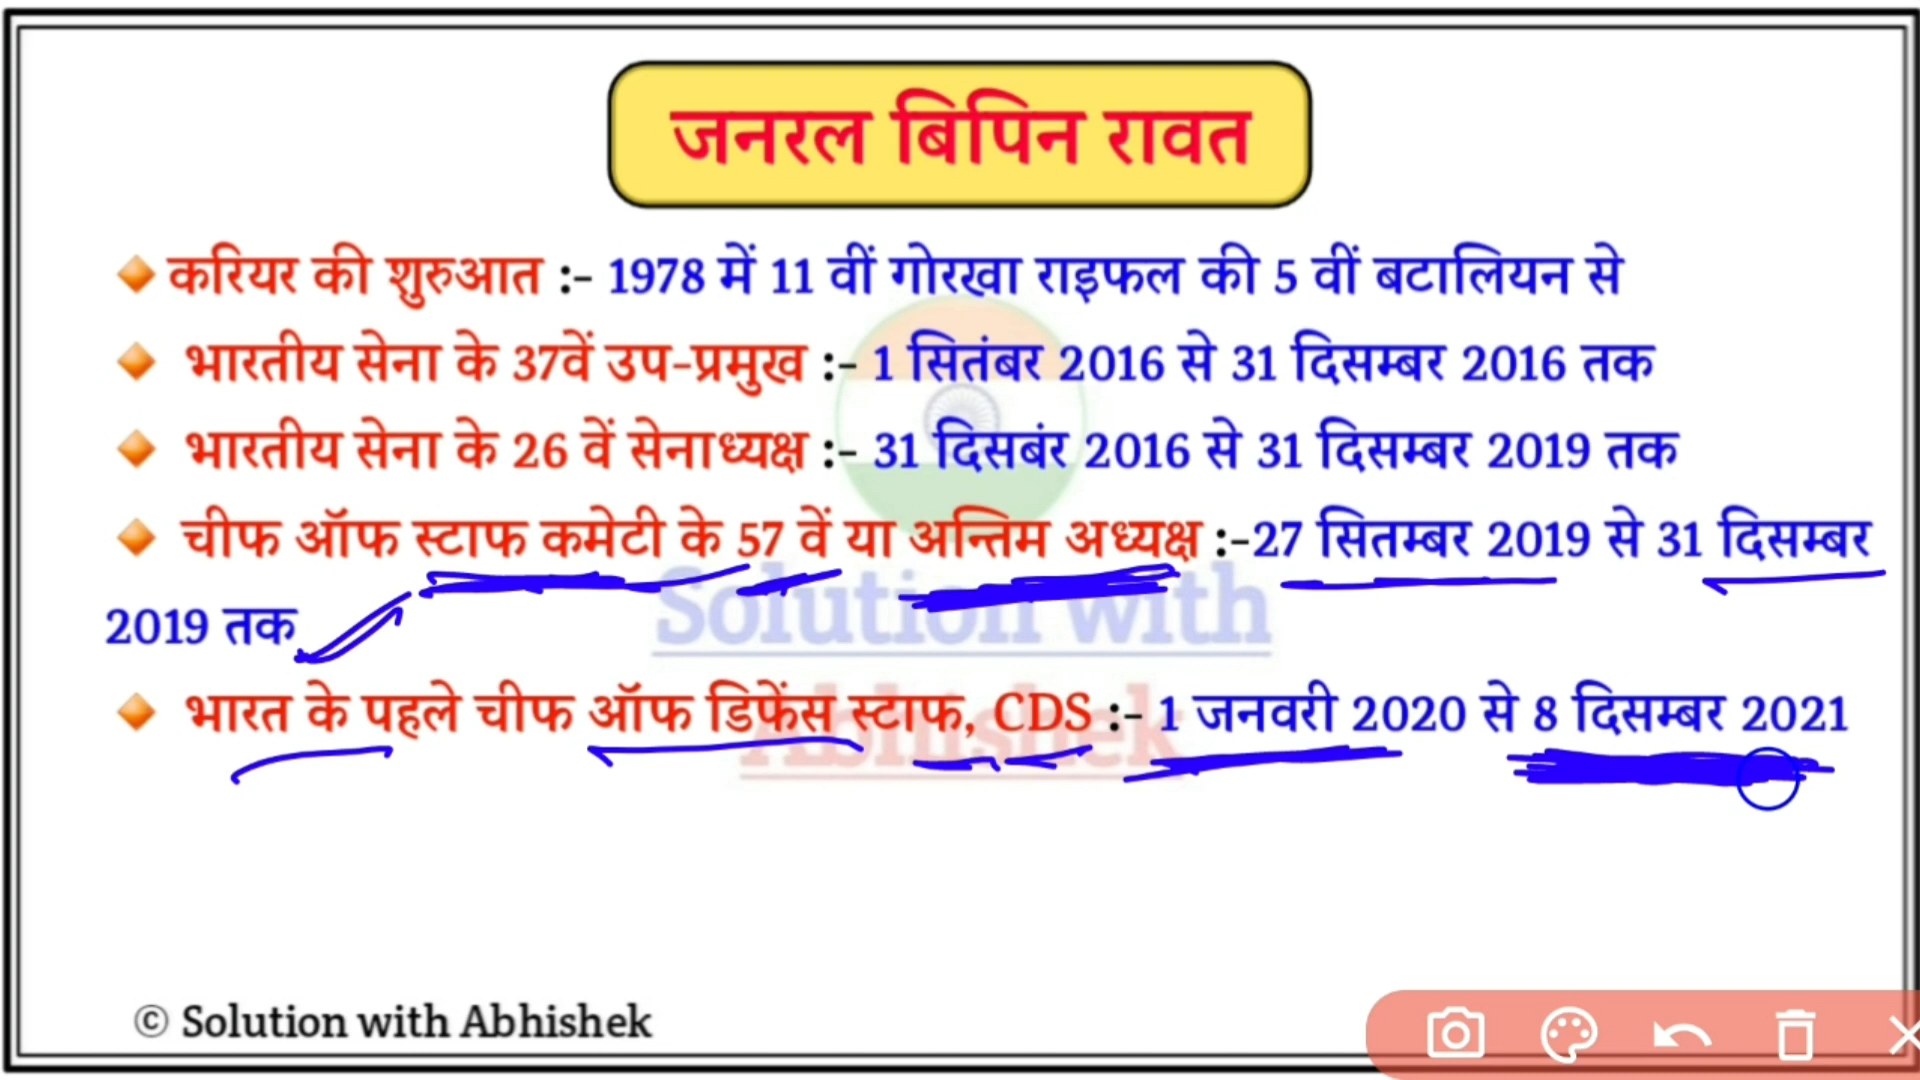 जनरल बिपिन रावत
करियर की शुरुआत :- 1978 में 11 वीं गोरखा राइफल की 5 वीं बटालियन से
भारतीय सेना के 37वें उप-प्रमुख :- 1 सितंबर 2016 से 31 दिसम्बर 2016 तक
भारतीय सेना के 26 वें सेनाध्यक्ष :- 31 दिसबंर 2016 से 31 दिसम्बर 2019 तक
चीफ ऑफ स्टाफ कमेटी के 57 वें या अन्तिम अध्यक्ष :-27 सितम्बर 2019 से 31 दिसम्बर
2019 तक
Solution with
भारत के पहले चीफ ऑफ डिफेंस स्टाफ, CDS :- 1 जनवरी 2020 से 8 दिसम्बर 2021
Abhishek
© Solution with Abhishek